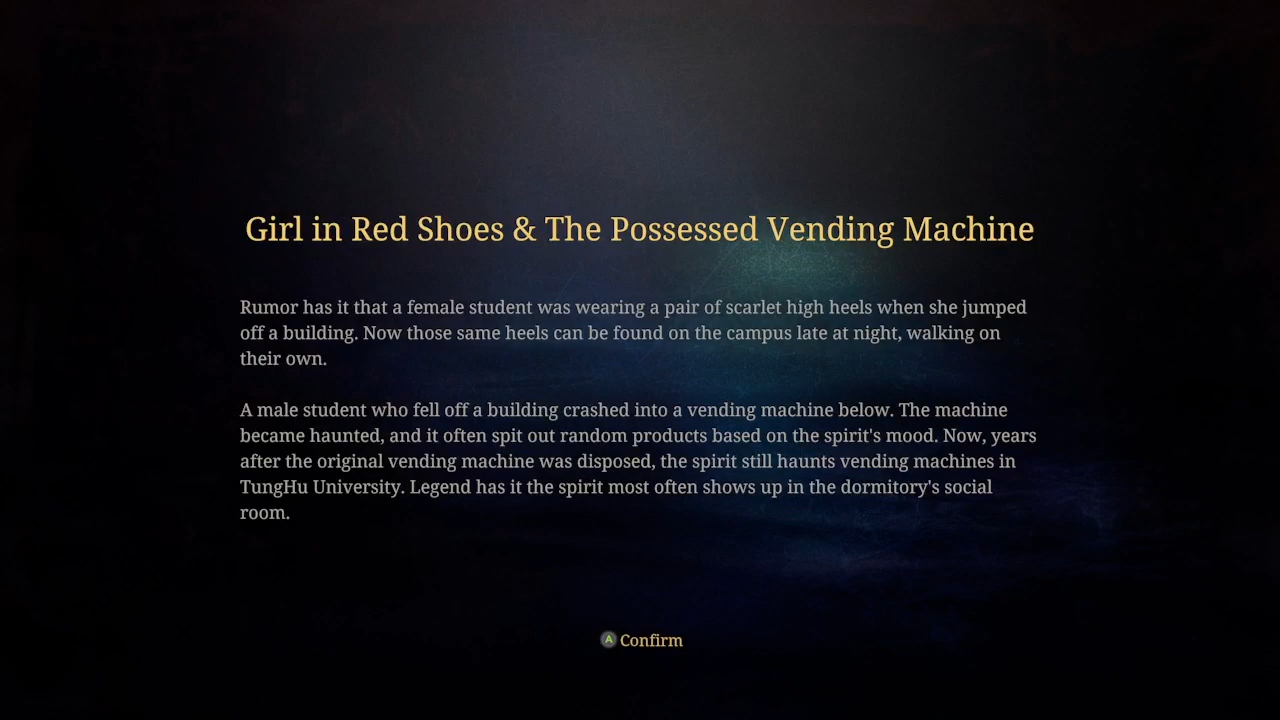 Girl in Red Shoes & The Possessed Vending Machine
Rumor has it that a female student was wearing a pair of scarlet high heels when she jumped
off a building. Now those same heels can be found on the campus late at night, walking on
their own.
A male student who fell off a building crashed into a vending machine below. The machine
became haunted, and it often spit out random products based on the spirit's mood. Now, years
after the original vending machine was disposed, the spirit still haunts vending machines in
TungHu University. Legend has it the spirit most often shows up in the dormitory's social
room.
A Confirm